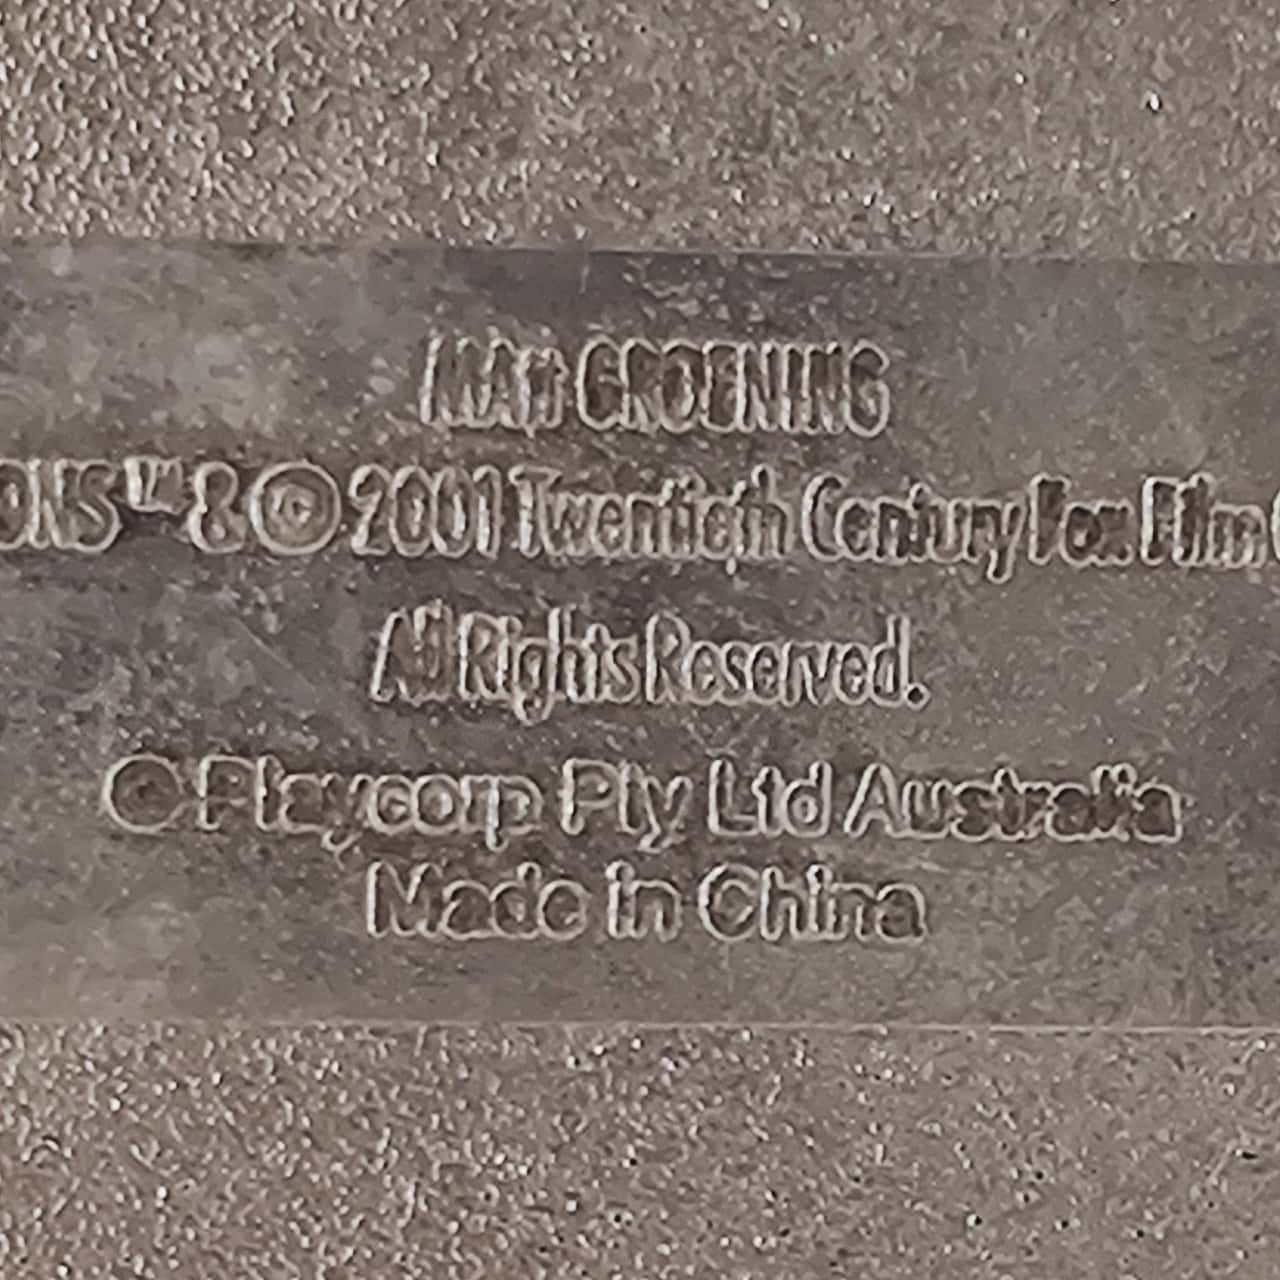 MATT GROENING
ONS™ & © 2001 Twentieth Century Fox Film
All Rights Reserved.
© Playcorp Pty Ltd Australia
Made in China